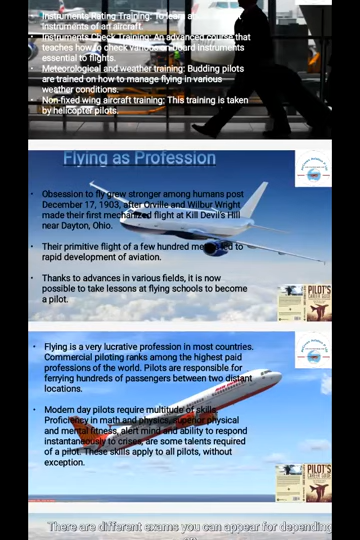 • Instruments Rating Training: To learn
instruments of an aircraft.
• Instruments Check Training: An advanced course that
teaches how to check various on-board instruments
essential to flights.
• Meteorological and weather training: Budding pilots
are trained on how to manage flying in various
weather conditions.
• Non-fixed wing aircraft training: This training is taken
by helicopter pilots.
Flying as Profession
• Obsession to fly grew stronger among humans post
December 17, 1903, after Orville and Wilbur Wright
made their first mechanized flight at Kill Devil's Hill
near Dayton, Ohio.
• Their primitive flight of a few hundred led to
rapid development of aviation.
• Thanks to advances in various fields, it is now
possible to take lessons at flying schools to become
a pilot.
PILOT'S
CAREER GUIDE
• Flying is a very lucrative profession in most countries.
Commercial piloting ranks among the highest paid
professions of the world. Pilots are responsible for
ferrying hundreds of passengers between two distant
locations.
• Modern day pilots require multitude of skills.
Proficiency in math and physics, superior physical
and mental fitness, alert mind and ability to respond
instantaneously to crises, are some talents required
of a pilot. These skills apply to all pilots, without
exception.
PILOT'S
CAREER GUIDE
There are different exams you can appear for depending